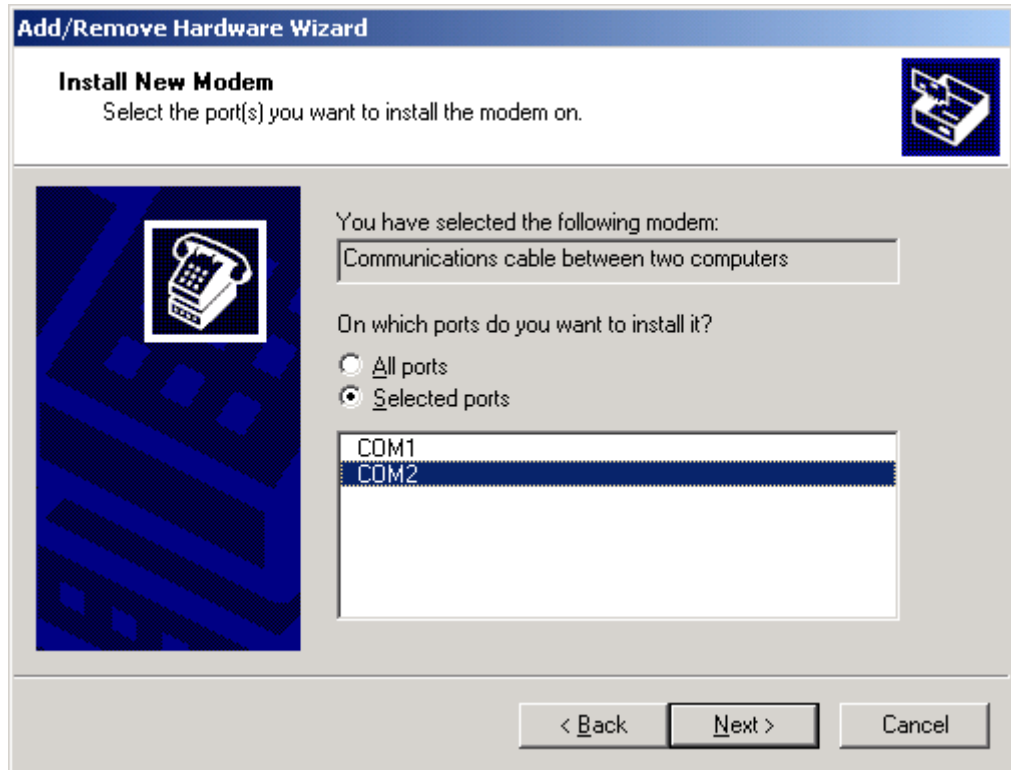 Add/Remove Hardware Wizard
Install New Modem
Select the port(s) you want to install the modem on.
You have selected the following modem:
Communications cable between two computers
On which ports do you want to install it?
All ports
Selected ports
COM1
COM2
< Back Next > Cancel